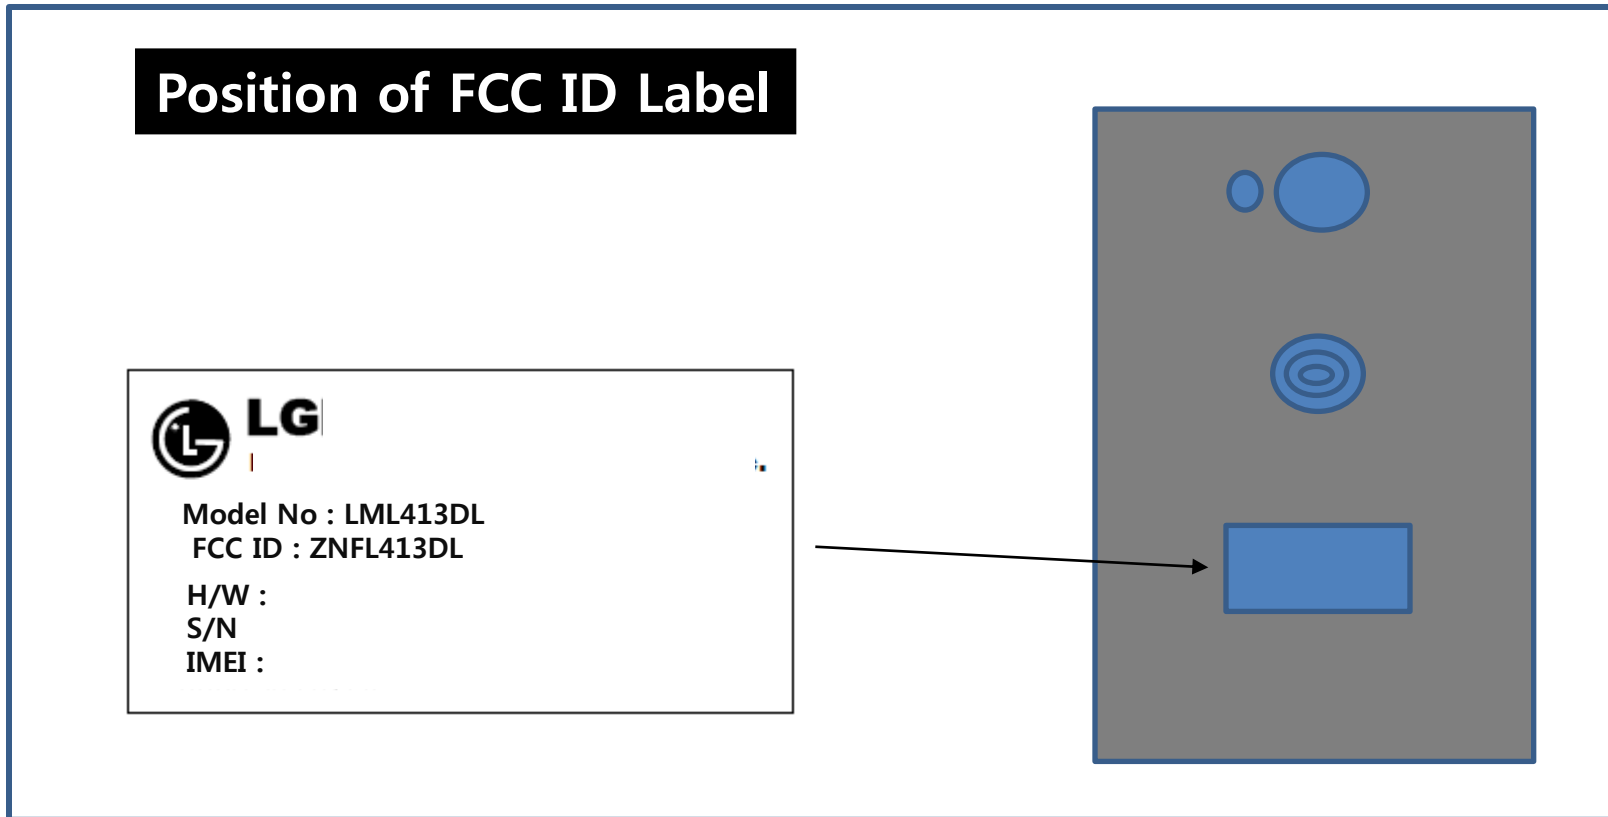 Position of FCC ID Label
LG
Model No : LML413DL
FCC ID : ZNFL413DL
H/W :
S/N
IMEI :